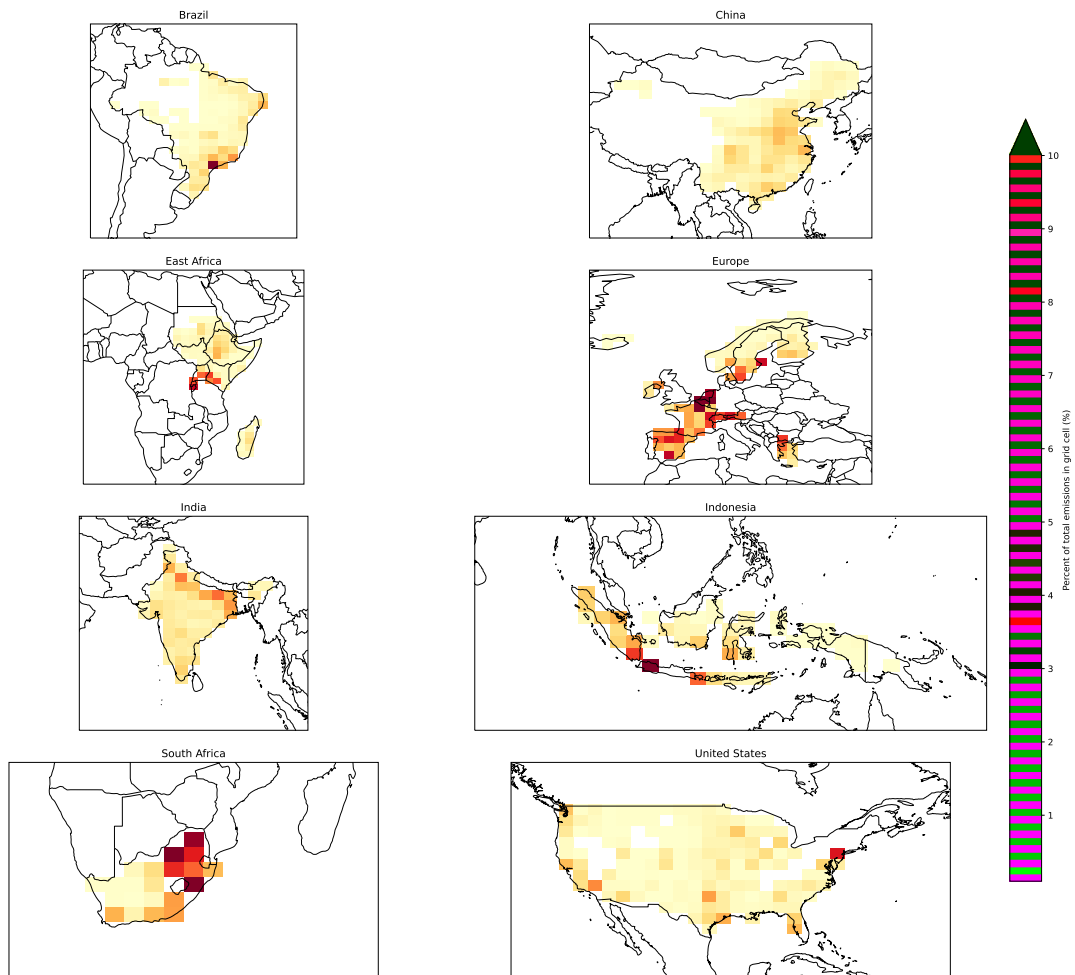 Brazil
China
East Africa
Europe
India
Indonesia
South Africa
United States
10
9
8
7
6
5
4
3
2
1
Percent of total emissions in grid cell (%)